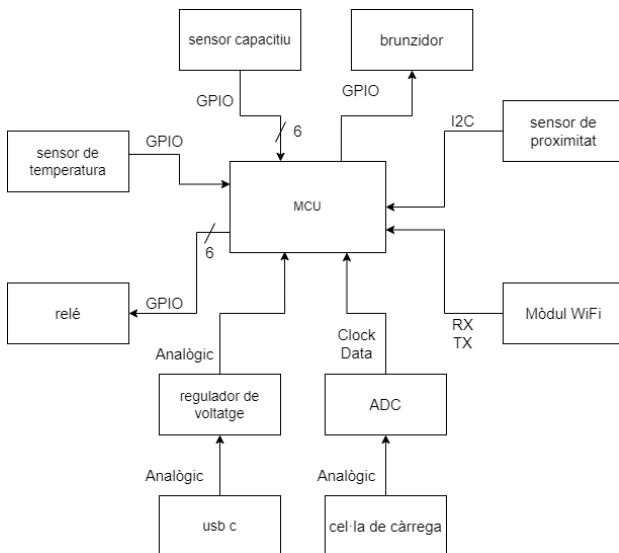 sensor capacitiu
brunzidor
GPIO
GPIO
6
I2C
sensor de
proximitat
GPIO
sensor de
temperatura
MCU
6
relé
GPIO
RX
TX
Mòdul WiFi
Clock
Data
Analògic
regulador de
voltatge
ADC
Analògic
Analògic
usb c
cel·la de càrrega